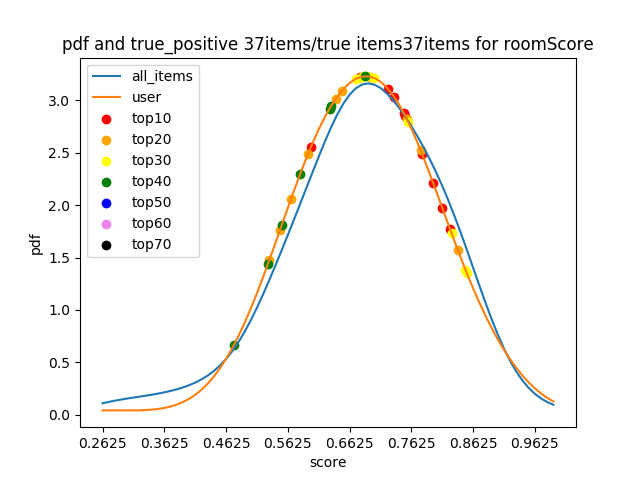 pdf and true_positive 37items/true items37items for roomScore
all_items
user
top10
top20
top30
top40
top50
top60
top70
pdf
3.0
2.5
2.0
1.5
1.0
0.5
0.0
0.2625 0.3625 0.4625 0.5625 0.6625 0.7625 0.8625 0.9625
score